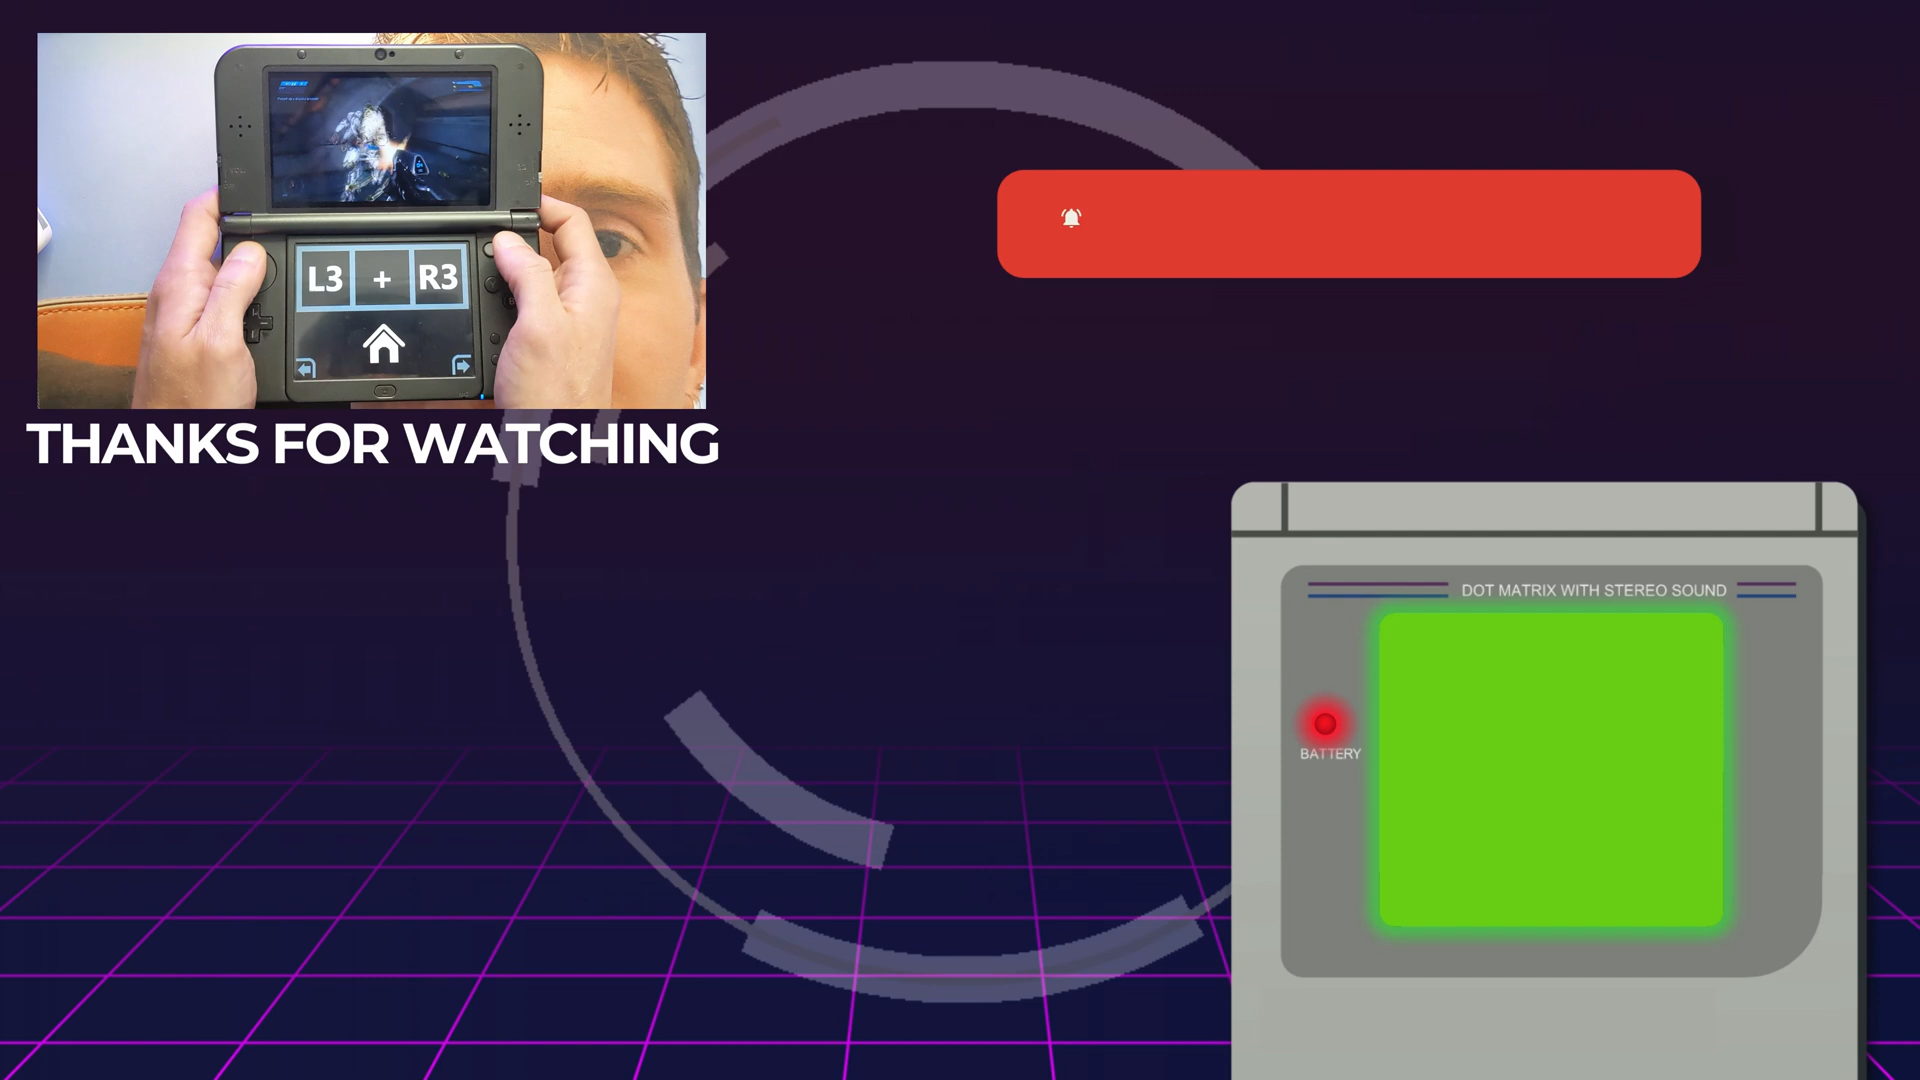 L3 + R3
THANKS FOR WATCHING
DOT MATRIX WITH STEREO SOUND
BATTERY